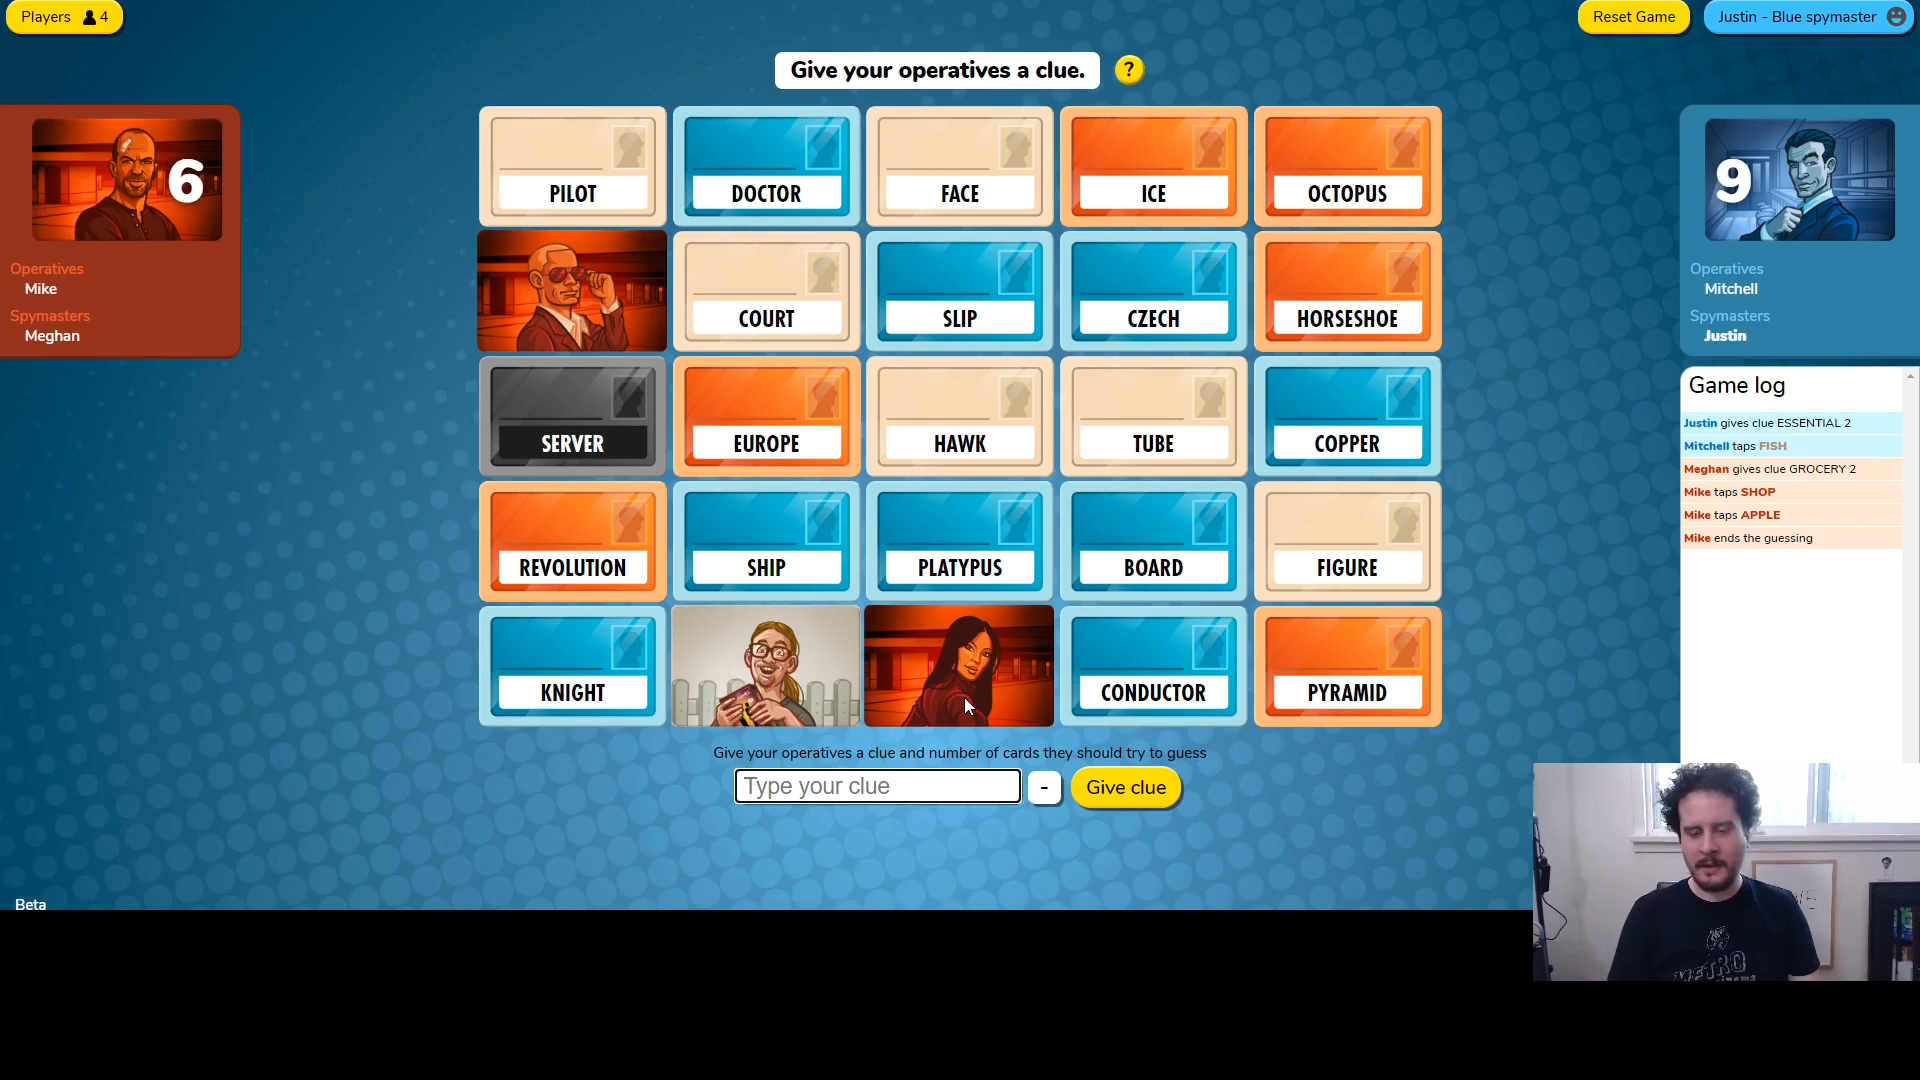 Players 4
Reset Game
Justin - Blue spymaster
Give your operatives a clue.
?
6
Operatives
Mike
Spymasters
Meghan
PILOT
DOCTOR
FACE
ICE
OCTOPUS
COURT
SLIP
CZECH
HORSESHOE
SERVER
EUROPE
HAWK
TUBE
COPPER
REVOLUTION
SHIP
PLATYPUS
BOARD
FIGURE
KNIGHT
CONDUCTOR
PYRAMID
9
Operatives
Mitchell
Spymasters
Justin
Game log
Justin gives clue ESSENTIAL 2
Mitchell taps FISH
Meghan gives clue GROCERY 2
Mike taps SHOP
Mike taps APPLE
Mike ends the guessing
Give your operatives a clue and number of cards they should try to guess
Type your clue
-
Give clue
Beta
METRO